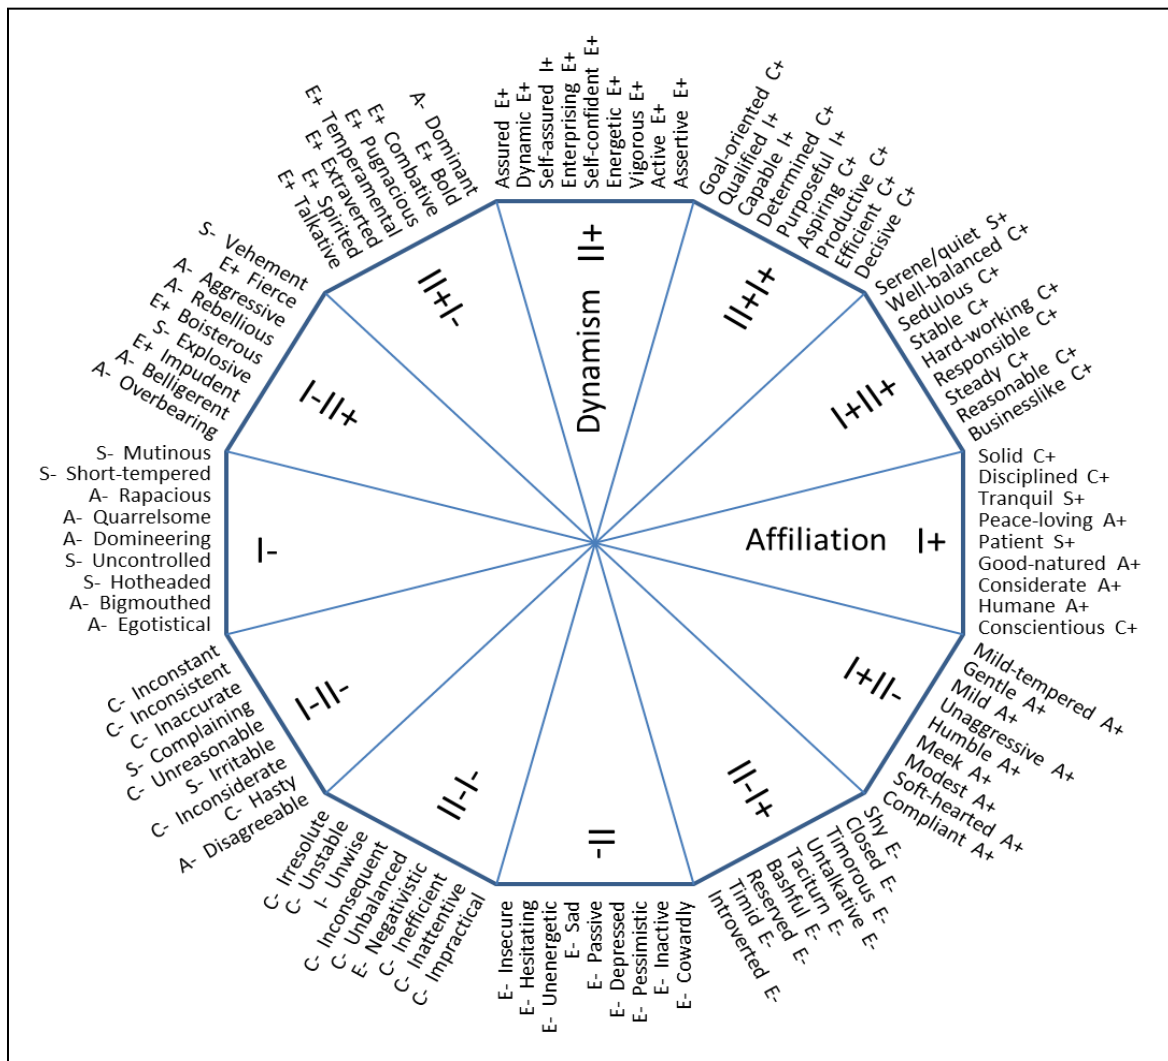 Assured E+
Dynamic E+
Self-assured I+
Enterprising E+
Self-confident E+
Energetic E+
Vigorous E+
Active E+
Assertive E+
Goal-oriented C+
Qualified I+
Capable I+
Determined C+
Purposeful I+
Aspiring C+
Productive C+
Efficient C+
Decisive C+
Serene/quiet S+
Well-balanced C+
Sedulous C+
Stable C+
Hard-working C+
Responsible C+
Steady C+
Reasonable C+
Businesslike C+
Solid C+
Disciplined C+
Tranquil S+
Peace-loving A+
Patient S+
Good-natured A+
Considerate A+
Humane A+
Conscientious C+
Mild-tempered A+
Gentle A+
Mild A+
Unaggressive A+
Humble A+
Meek A+
Modest A+
Soft-hearted A+
Compliant A+
Shy E-
Closed E-
Timorous E-
Untalkative E-
Taciturn E-
Bashful E-
Reserved E-
Timid E-
Introverted E-
E- Cowardly
E- Inactive
E- Pessimistic
E- Depressed
E- Passive
E- Sad
E- Unenergetic
E- Hesitating
E- Insecure
C- Impractical
C- Inattentive
C- Inefficient
E- Negativistic
C- Unbalanced
C- Inconsequent
I- Unwise
C- Unstable
C- Irresolute
A- Disagreeable
C- Hasty
C- Inconsiderate
S- Irritable
C- Unreasonable
S- Complaining
C- Inaccurate
C- Inconsistent
C- Inconstant
A- Egotistical
A- Bigmouthed
S- Hotheaded
S- Uncontrolled
A- Domineering
A- Quarrelsome
A- Rapacious
S- Short-tempered
S- Mutinous
A- Overbearing
A- Belligerent
E+ Impudent
S- Explosive
E+ Boisterous
A- Rebellious
A- Aggressive
E+ Fierce
S- Vehement
E+ Talkative
E+ Spirited
E+ Extraverted
E+ Temperamental
E+ Pugnacious
E+ Combative
E+ Bold
A- Dominant
Dynamism II+
II+I+
I+II+
Affiliation I+
I+II-
II-I+
II-
II-I-
I-II-
I-
I-II+
II+I-